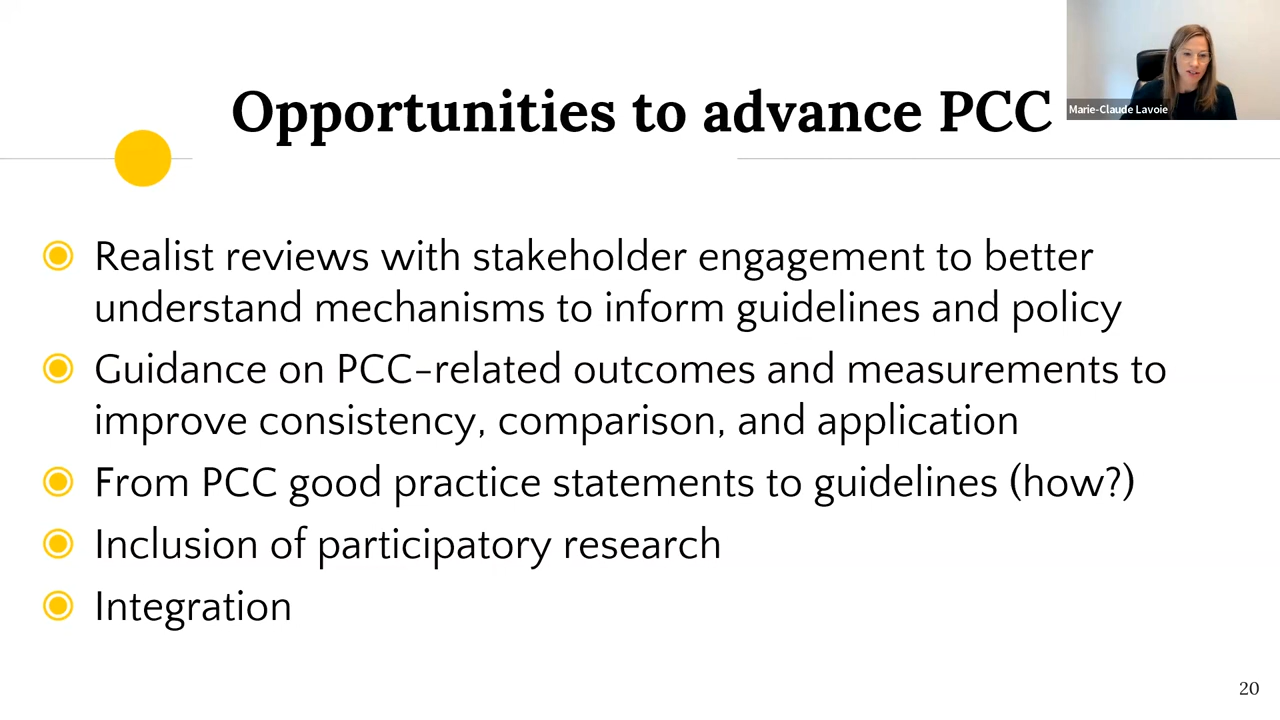 Opportunities to advance PCC
Marie-Claude Lavoie
Realist reviews with stakeholder engagement to better
understand mechanisms to inform guidelines and policy
Guidance on PCC-related outcomes and measurements to
improve consistency, comparison, and application
From PCC good practice statements to guidelines (how?)
Inclusion of participatory research
Integration
20